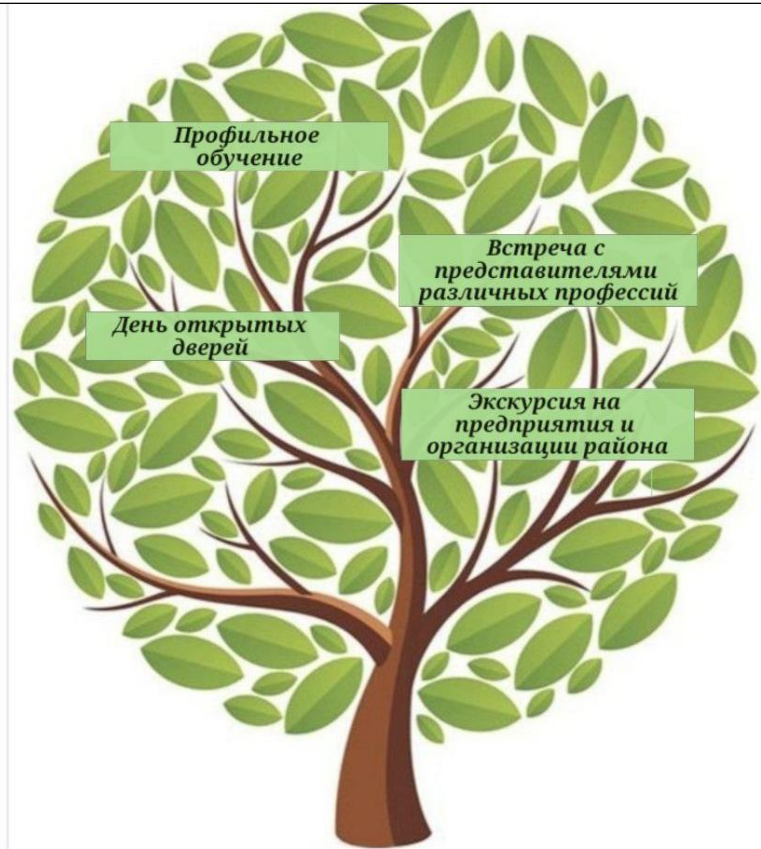 Профильное
обучение
Встреча с
представителями
различных профессий
День открытых
дверей
Экскурсия на
предприятия и
организации района